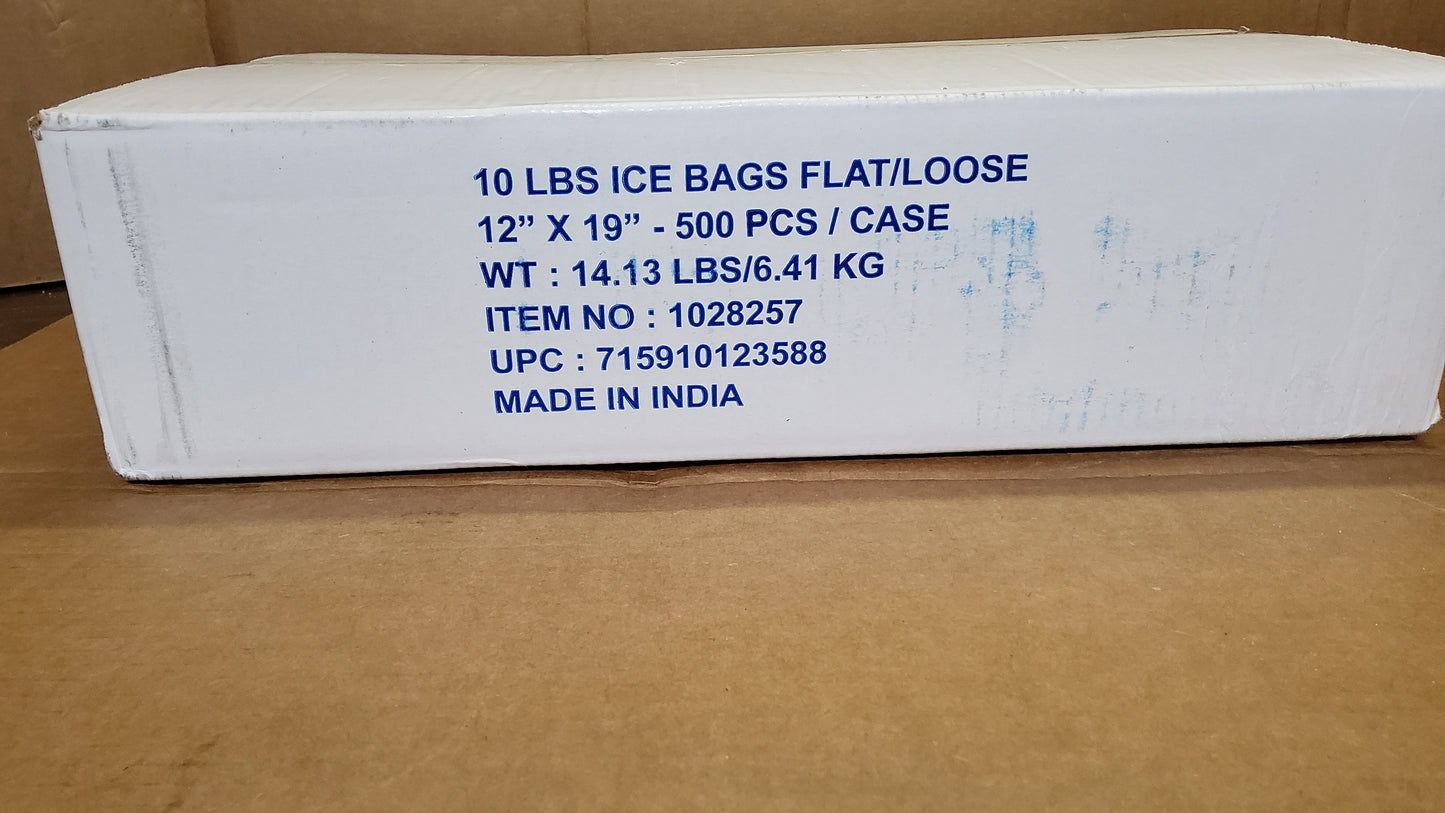 10 LBS ICE BAGS FLAT/LOOSE
12” X 19” - 500 PCS / CASE
WT : 14.13 LBS/6.41 KG
ITEM NO : 1028257
UPC : 715910123588
MADE IN INDIA